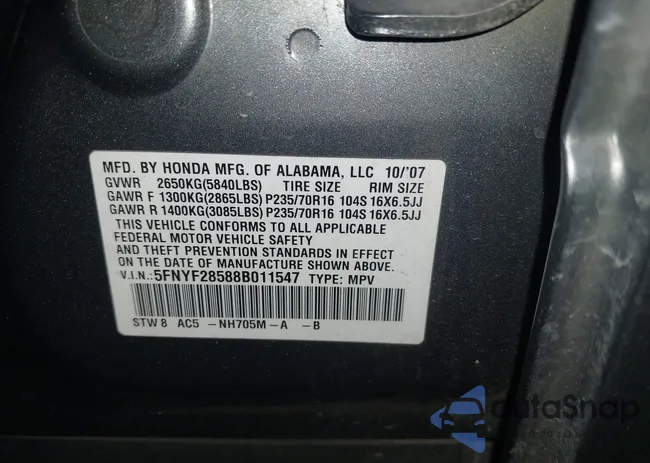 MFD. BY HONDA MFG. OF ALABAMA, LLC 10/'07
GVWR 2650KG(5840LBS) TIRE SIZE RIM SIZE
GAWR F 1300KG(2865LBS) P235/70R16 104S 16X6.5JJ
GAWR R 1400KG(3085LBS) P235/70R16 104S 16X6.5JJ
THIS VEHICLE CONFORMS TO ALL APPLICABLE
FEDERAL MOTOR VEHICLE SAFETY
AND THEFT PREVENTION STANDARDS IN EFFECT
ON THE DATE OF MANUFACTURE SHOWN ABOVE.
V.I.N.: 5FNYF28588B011547 TYPE: MPV
STW8 AC5 -NH705M-A -B
autoSnap